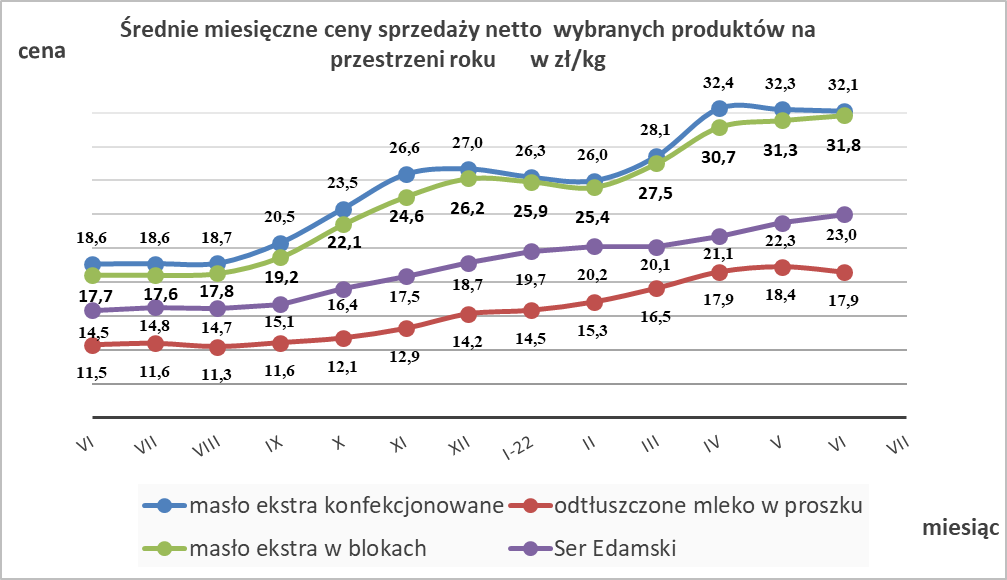 Średnie miesięczne ceny sprzedaży netto wybranych produktów na
przestrzeni roku w zł/kg
cena
18,6 18,6 18,7 20,5 23,5 26,6 27,0 26,3 26,0 28,1 32,4 32,3 32,1
17,7 17,6 17,8 19,2 22,1 24,6 26,2 25,9 25,4 27,5 30,7 31,3 31,8
14,5 14,8 14,7 15,1 16,4 17,5 18,7 19,7 20,2 20,1 21,1 22,3 23,0
11,5 11,6 11,3 11,6 12,1 12,9 14,2 14,5 15,3 16,5 17,9 18,4 17,9
VI VII VIII IX X XI XII I-22 II III IV V VI VII
masło ekstra konfekcjonowane odtłuszczone mleko w proszku
masło ekstra w blokach Ser Edamski
miesiąc